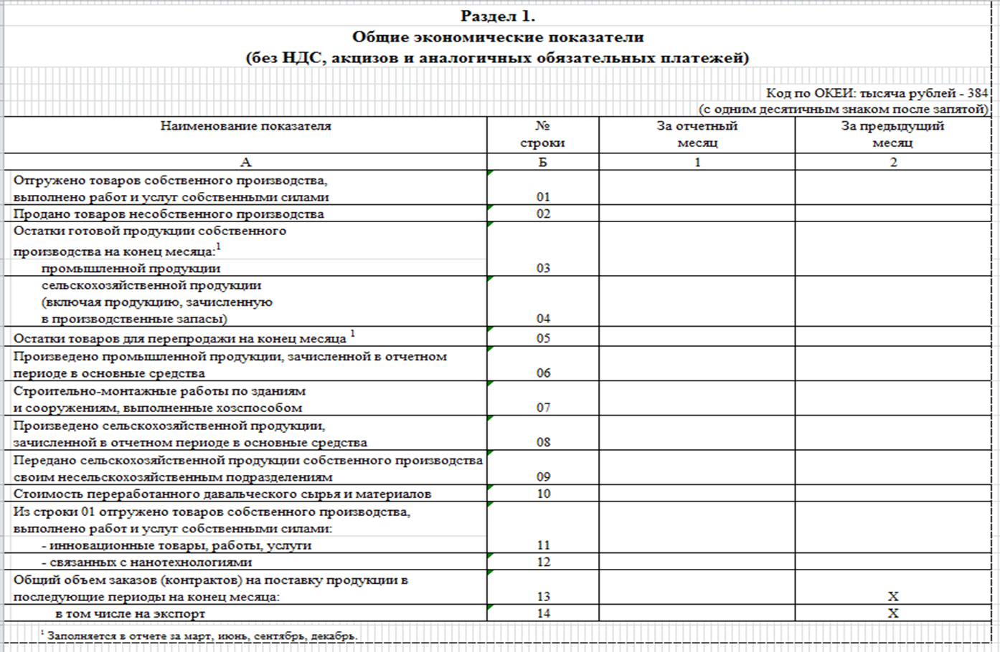 Раздел 1.
Общие экономические показатели
(без НДС, акцизов и аналогичных обязательных платежей)
Код по ОКЕИ: тысяча рублей - 384
(с одним десятичным знаком после запятой)
Наименование показателя
№
строки
За отчетный
месяц
За предыдущий
месяц
А
Б
1
2
Отгружено товаров собственного производства,
выполнено работ и услуг собственными силами
01
Продано товаров несобственного производства
02
Остатки готовой продукции собственного
производства на конец месяца:1
промышленной продукции
03
сельскохозяйственной продукции
(включая продукцию, зачисленную
в производственные запасы)
04
Остатки товаров для перепродажи на конец месяца 1
05
Произведено промышленной продукции, зачисленной в отчетном
периоде в основные средства
06
Строительно-монтажные работы по зданиям
и сооружениям, выполненные хозспособом
07
Произведено сельскохозяйственной продукции,
зачисленной в отчетном периоде в основные средства
08
Передано сельскохозяйственной продукции собственного производства
своим несельскохозяйственным подразделениям
09
Стоимость переработанного давальческого сырья и материалов
10
Из строки 01 отгружено товаров собственного производства,
выполнено работ и услуг собственными силами:
- инновационные товары, работы, услуги
11
- связанных с нанотехнологиями
12
Общий объем заказов (контрактов) на поставку продукции в
последующие периоды на конец месяца:
13
Х
в том числе на экспорт
14
Х
1 Заполняется в отчете за март, июнь, сентябрь, декабрь.